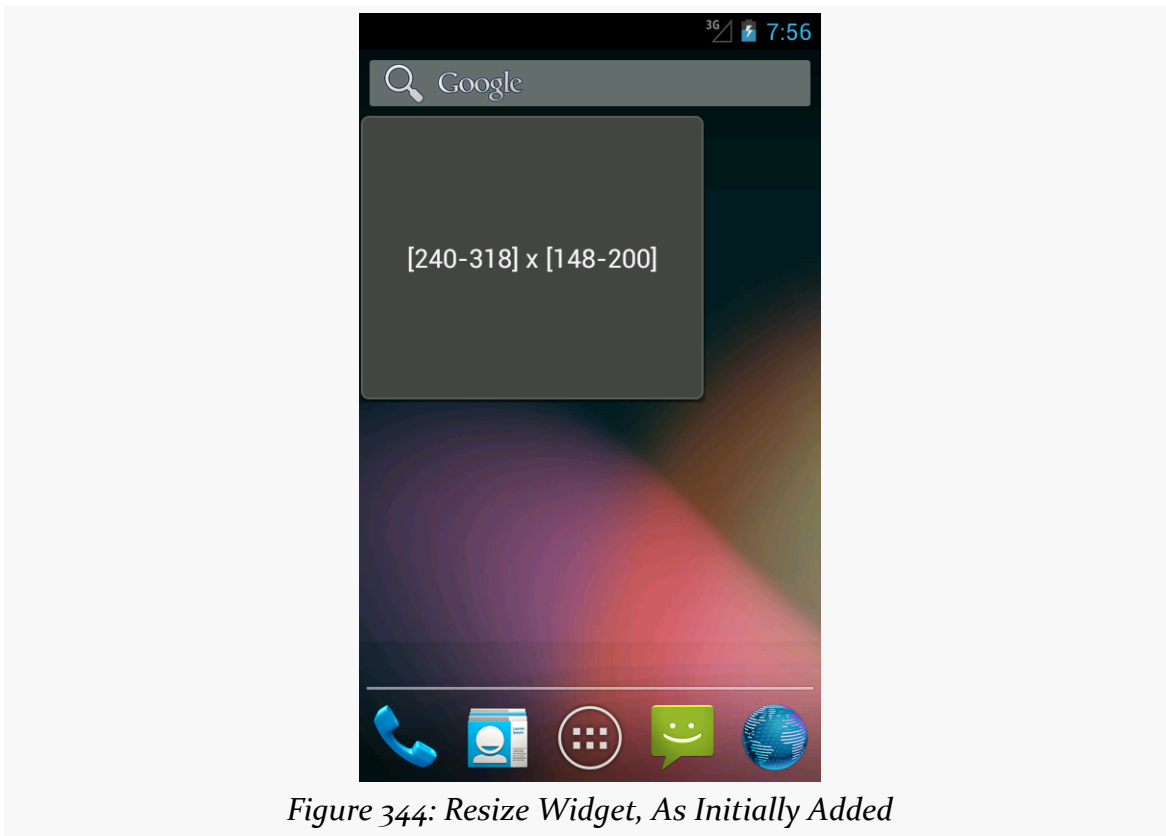 3G 7:56
Google
[240-318] x [148-200]
Figure 344: Resize Widget, As Initially Added